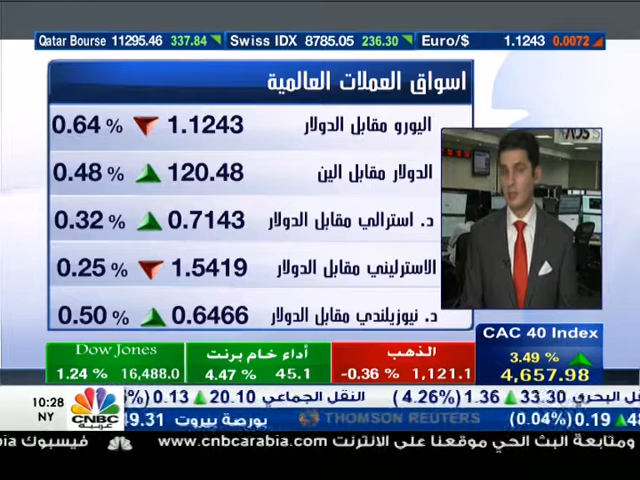 Qatar Bourse 11295.46 337.84 Swiss IDX 8785.05 236.30 Euro/$ 1.1243 0.0072
اسواق العملات العالمية
اليورو مقابل الدولار 1.1243 0.64 %
الدولار مقابل الين 120.48 0.48 %
د. استرالي مقابل الدولار 0.7143 0.32 %
الاسترليني مقابل الدولار 1.5419 0.25 %
د. نيوزيلندي مقابل الدولار 0.6466 0.50 %
CAC 40 Index
3.49 %
4,657.98
Dow Jones
1.24 % 16,488.0
أداء خام برنت
4.47 % 45.1
الذهب
-0.36 % 1,121.1
10:28
NY
CNBC
عربية
ل البحري 33.30 1.36 (4.26%) النقل الجماعي 20.10 0.13
0.19 (0.04%) THOMSON REUTERS بورصة بيروت 49.31
ومتابعة البث الحي موقعنا على الانترنت www.cnbcarabia.com فيسبوك